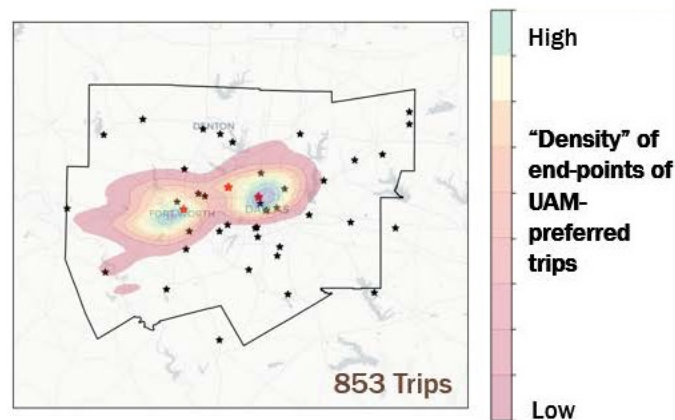 DENTON
FORT WORTH
DALLAS
853 Trips
High
"Density" of
end-points of
UAM-
preferred
trips
Low